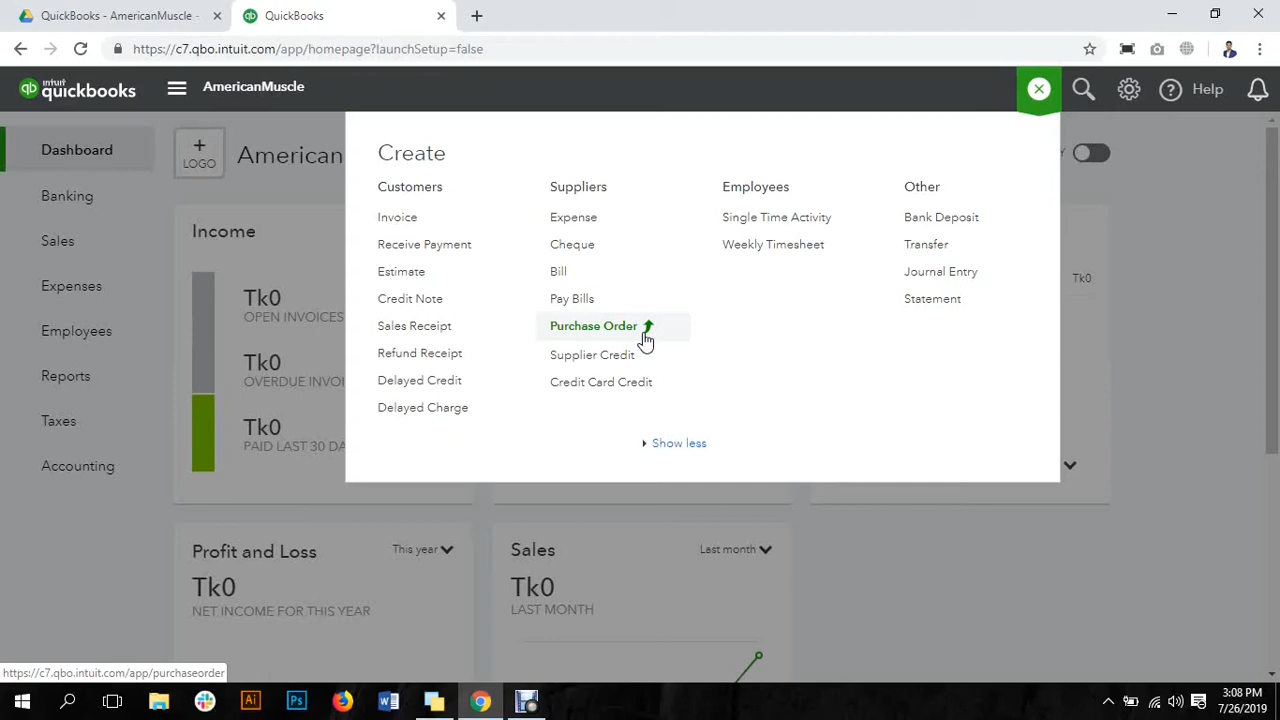 QuickBooks - AmericanMuscle -
QuickBooks
https://c7.qbo.intuit.com/app/homepage?launchSetup=false
qb intuit quickbooks
AmericanMuscle
Help
Dashboard
Banking
Sales
Expenses
Employees
Reports
Taxes
Accounting
+
LOGO
American
Y
Create
Customers
Invoice
Receive Payment
Estimate
Credit Note
Sales Receipt
Refund Receipt
Delayed Credit
Delayed Charge
Suppliers
Expense
Cheque
Bill
Pay Bills
Purchase Order
Supplier Credit
Credit Card Credit
Employees
Single Time Activity
Weekly Timesheet
Other
Bank Deposit
Transfer
Journal Entry
Statement
Show less
Income
Tk0
OPEN INVOICES
Tk0
OVERDUE INVOI
Tk0
PAID LAST 30 DA
Tk0
Profit and Loss
This year
Tk0
NET INCOME FOR THIS YEAR
Sales
Last month
Tk0
LAST MONTH
https://c7.qbo.intuit.com/app/purchaseorder
Ai
Ps
W
3:08 PM
7/26/2019